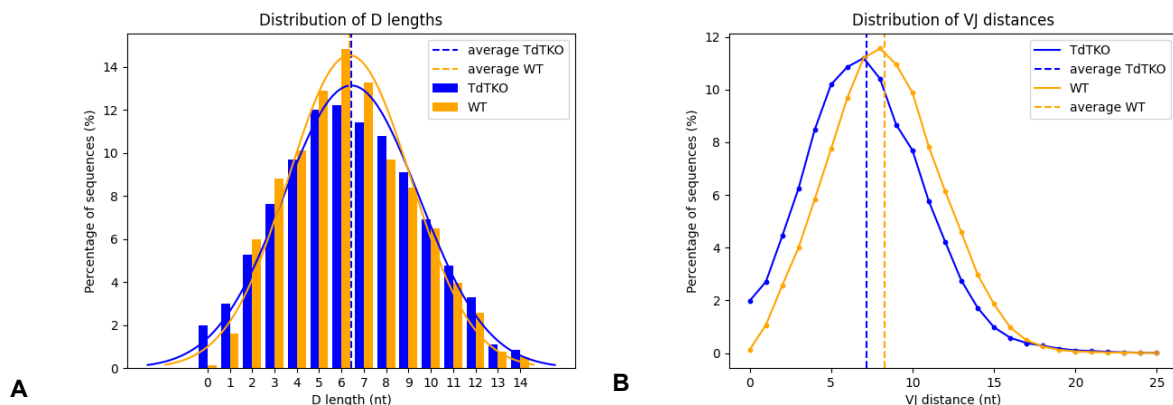 Distribution of D lengths
Percentage of sequences (%)
14
12
10
8
6
4
2
0
average TdTKO
average WT
TdTKO
WT
0 1 2 3 4 5 6 7 8 9 10 11 12 13 14
D length (nt)
A
Distribution of VJ distances
Percentage of sequences (%)
12
10
8
6
4
2
0
TdTKO
average TdTKO
WT
average WT
0 5 10 15 20 25
VJ distance (nt)
B